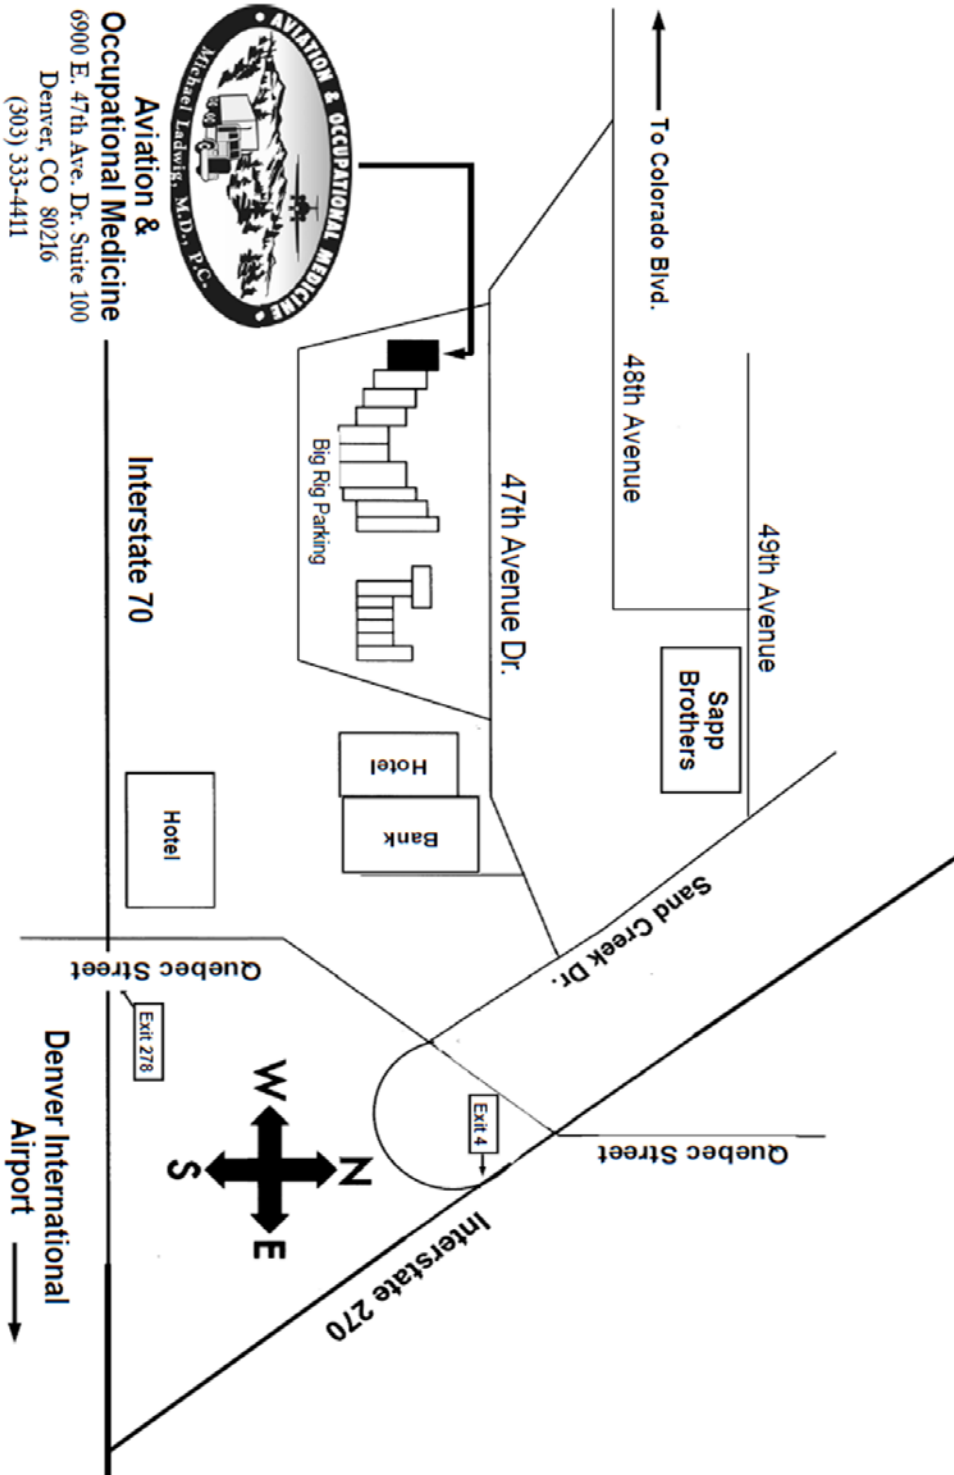 To Colorado Blvd.
48th Avenue
49th Avenue
Sapp
Brothers
47th Avenue Dr.
AVIATION & OCCUPATIONAL MEDICINE
Michael Ladwig, M.D., P.C.
Aviation &
Occupational Medicine
6900 E. 47th Ave. Dr. Suite 100
Denver, CO 80216
(303) 333-4411
Big Rig Parking
Interstate 70
Hotel
Bank
Hotel
Sand Creek Dr.
Quebec Street
Quebec Street
Exit 278
Exit 4
N
W
E
S
Interstate 270
Denver International
Airport